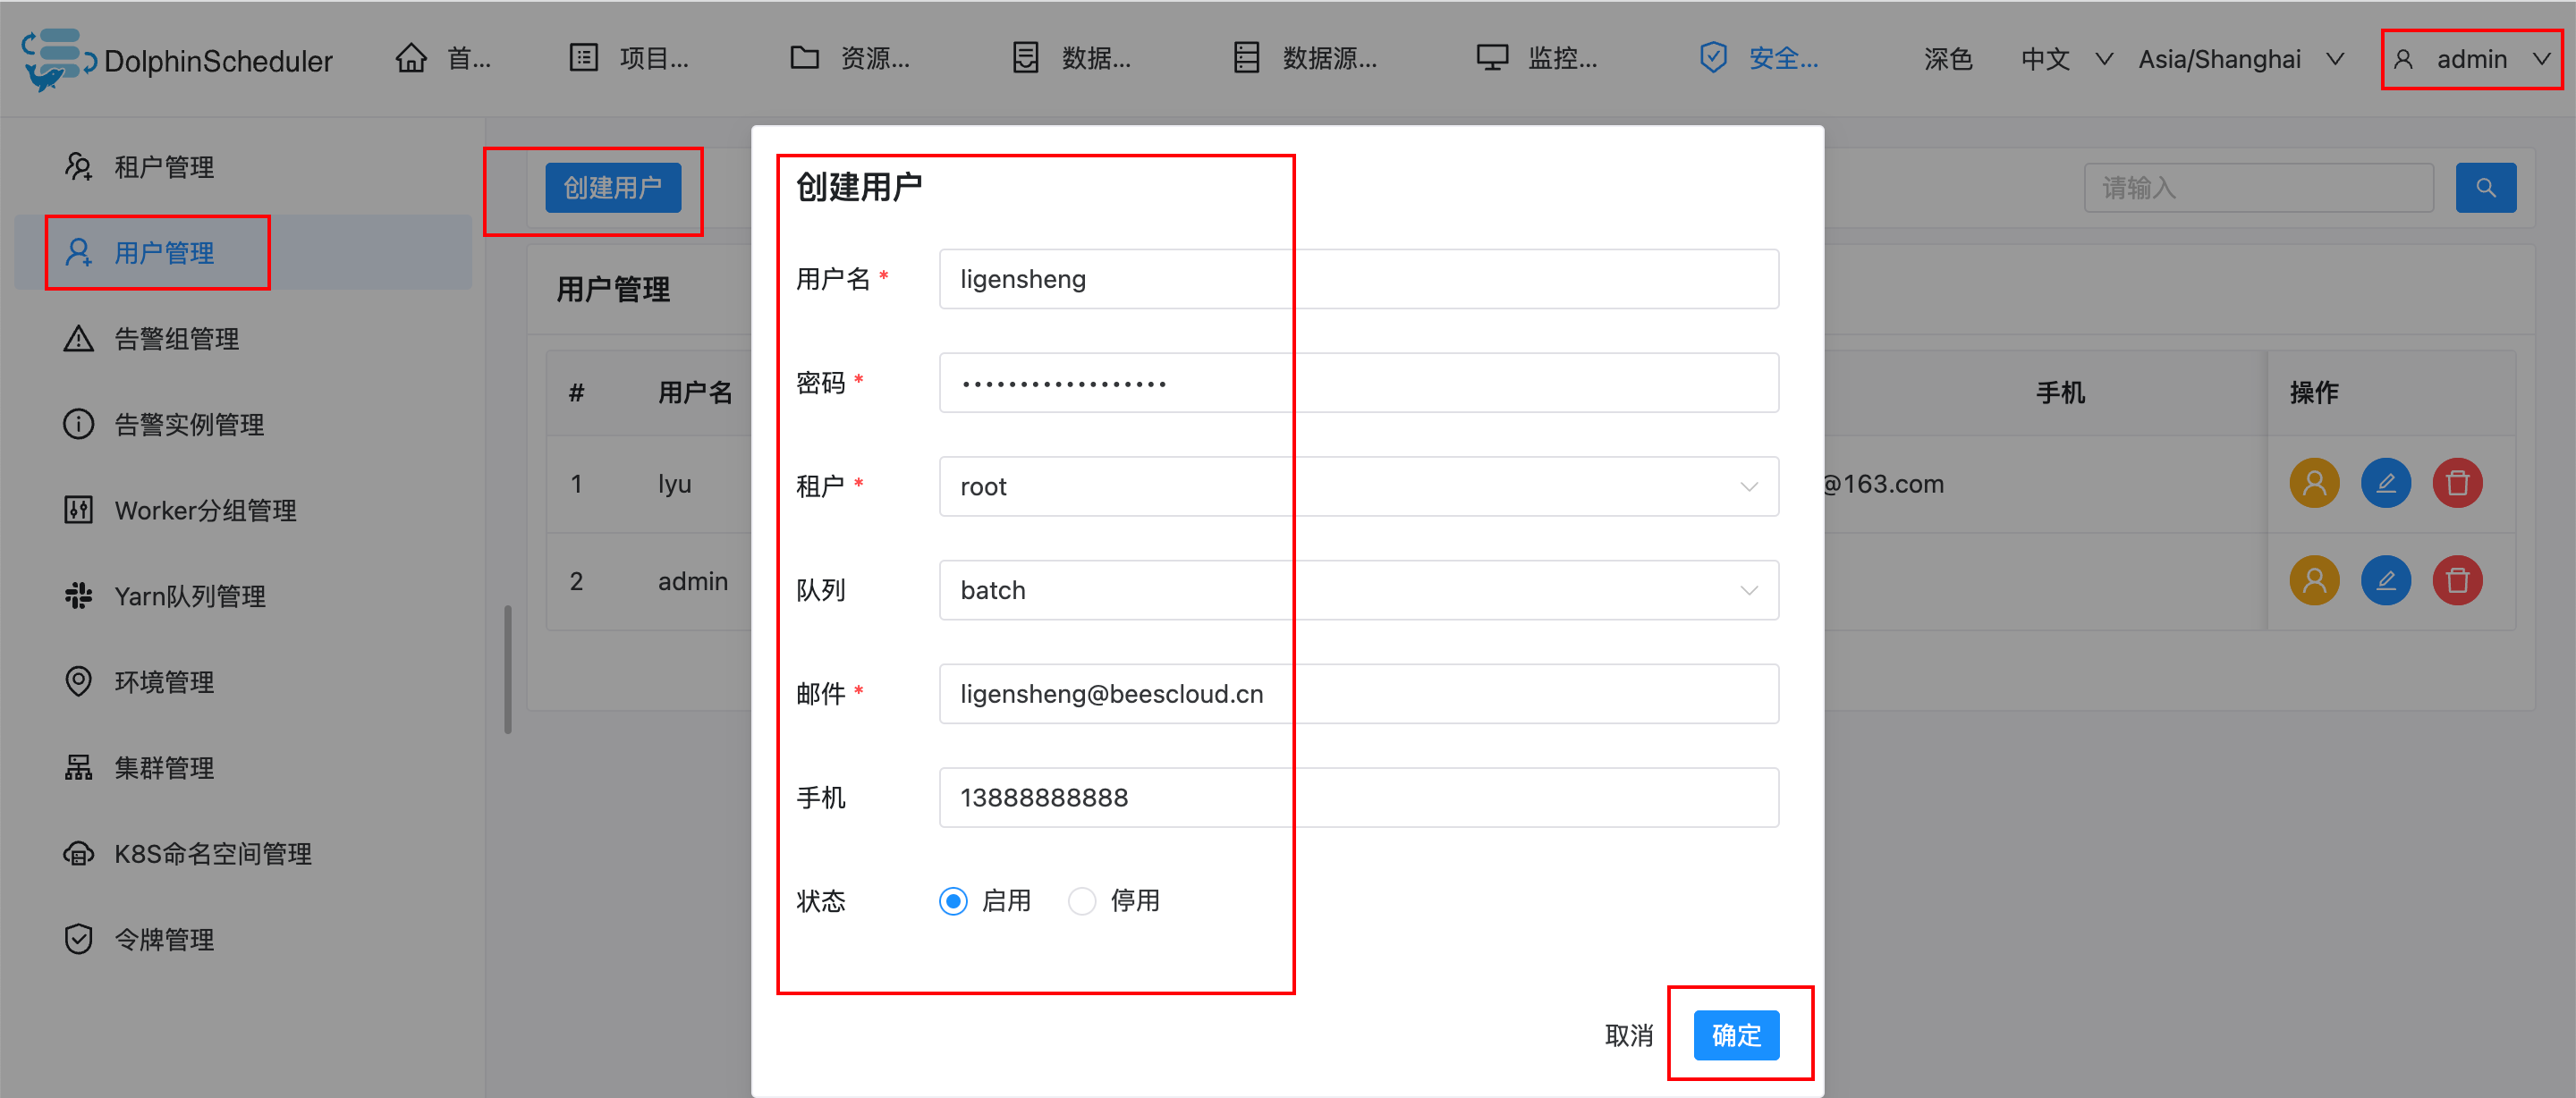 DolphinScheduler
首...
项目...
资源...
数据...
数据源...
监控...
安全...
深色
中文
Asia/Shanghai
admin
租户管理
用户管理
告警组管理
告警实例管理
Worker分组管理
Yarn队列管理
环境管理
集群管理
K8S命名空间管理
令牌管理
创建用户
请输入
用户管理
# 用户名 手机 操作
1 lyu @163.com
2 admin
创建用户
用户名 * ligensheng
密码 * ••••••••••••••••••
租户 * root
队列 batch
邮件 * ligensheng@beescloud.cn
手机 13888888888
状态 启用 停用
取消 确定